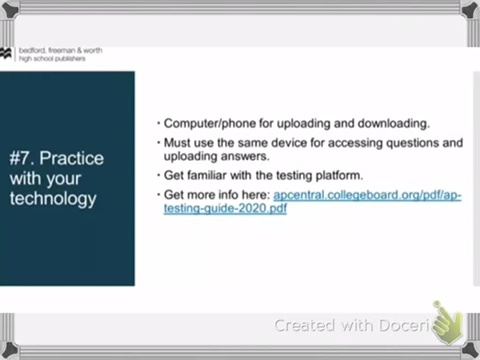 bedford, freeman & worth
high school publishers
#7. Practice
with your
technology
• Computer/phone for uploading and downloading.
• Must use the same device for accessing questions and
uploading answers.
• Get familiar with the testing platform.
• Get more info here: apcentral.collegeboard.org/pdf/ap-
testing-guide-2020.pdf
Created with Doceri